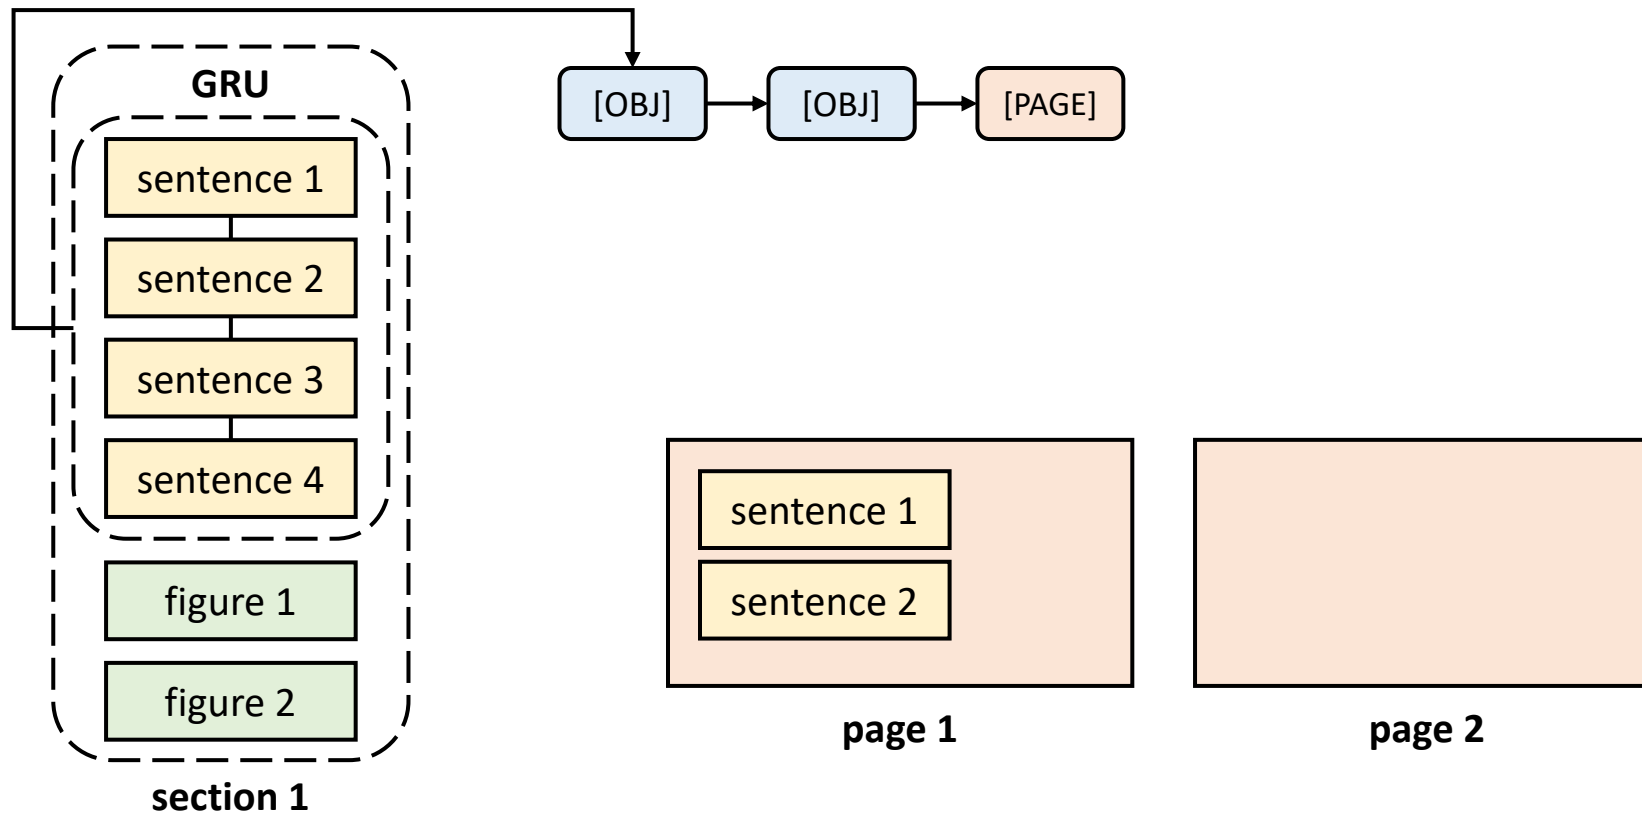 GRU
sentence 1
sentence 2
sentence 3
sentence 4
figure 1
figure 2
section 1
[OBJ]
[OBJ]
[PAGE]
sentence 1
sentence 2
page 1
page 2